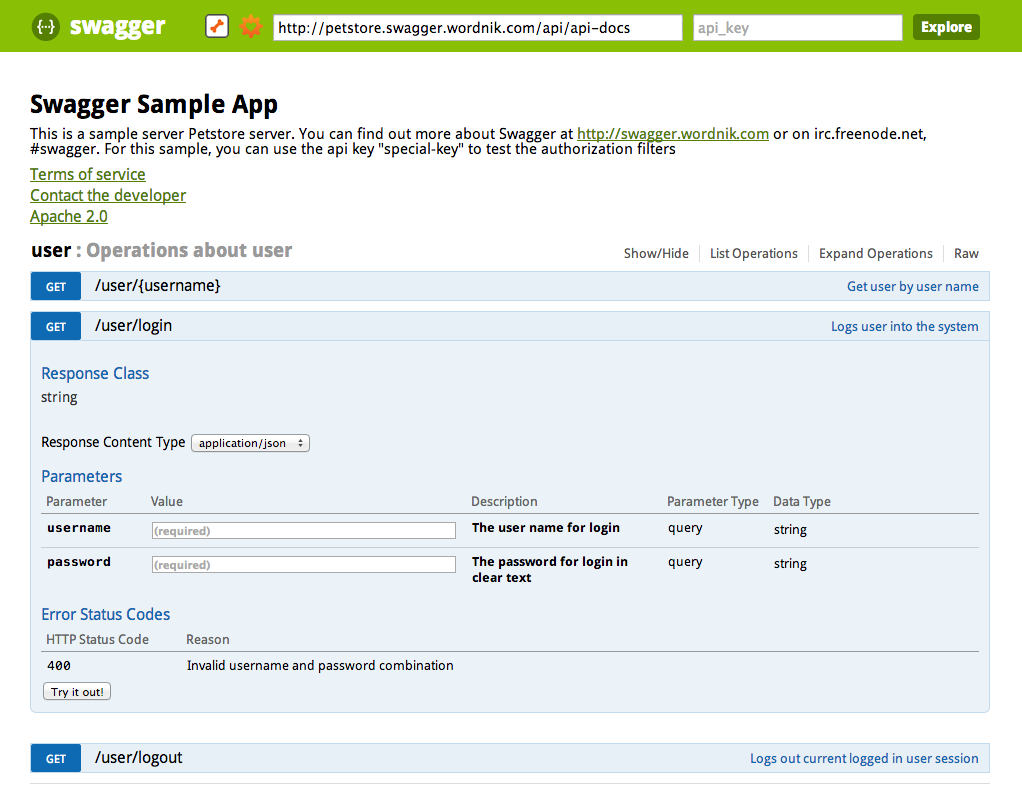 {··} swagger http://petstore.swagger.wordnik.com/api/api-docs api_key Explore
Swagger Sample App
This is a sample server Petstore server. You can find out more about Swagger at http://swagger.wordnik.com or on irc.freenode.net,
#swagger. For this sample, you can use the api key "special-key" to test the authorization filters
Terms of service
Contact the developer
Apache 2.0
user : Operations about user Show/Hide List Operations Expand Operations Raw
GET /user/{username} Get user by user name
GET /user/login Logs user into the system
Response Class
string
Response Content Type application/json
Parameters
Parameter Value Description Parameter Type Data Type
username (required) The user name for login query string
password (required) The password for login in query string
clear text
Error Status Codes
HTTP Status Code Reason
400 Invalid username and password combination
Try it out!
GET /user/logout Logs out current logged in user session